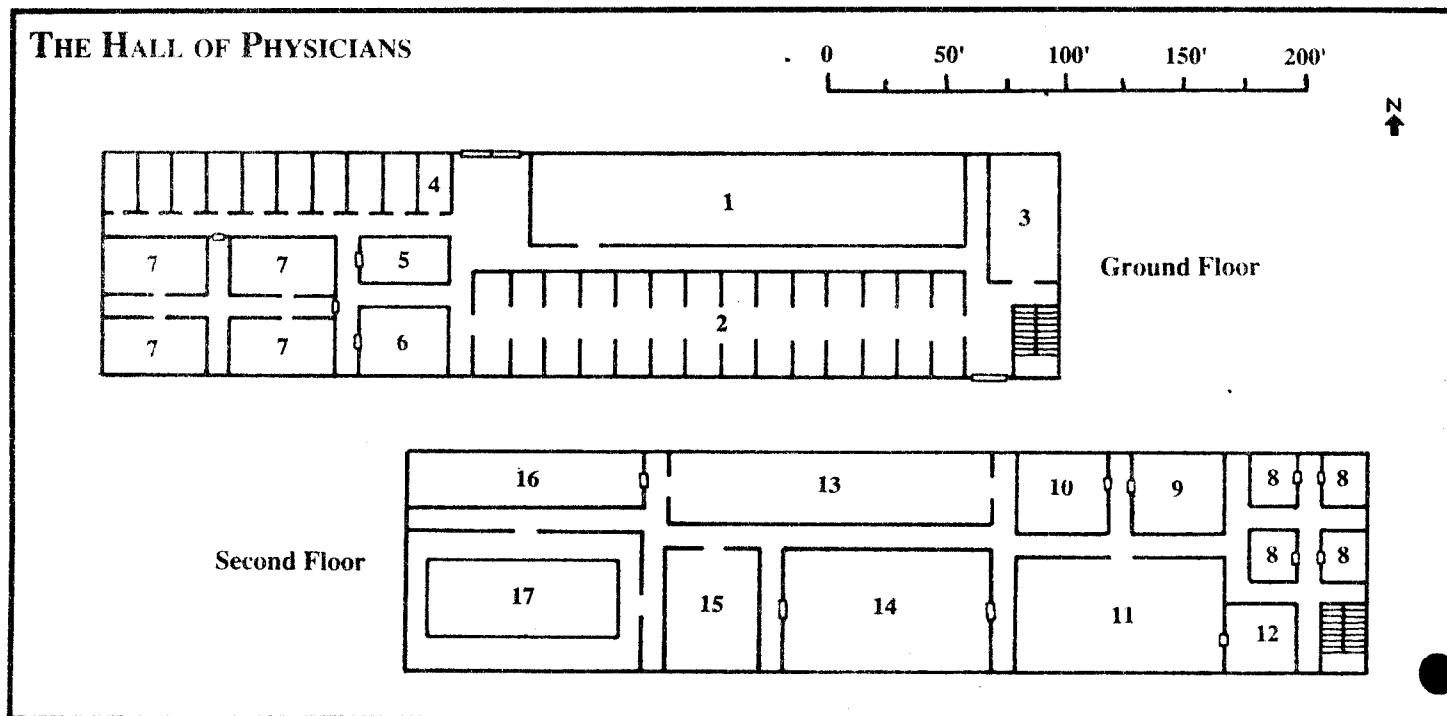 THE HALL OF PHYSICIANS
0 50' 100' 150' 200'
N
4
1
3
7 7 5
Ground Floor
2
7 7 6
16 13 10 9 8 8
Second Floor
8 8
17 15 14 11 12